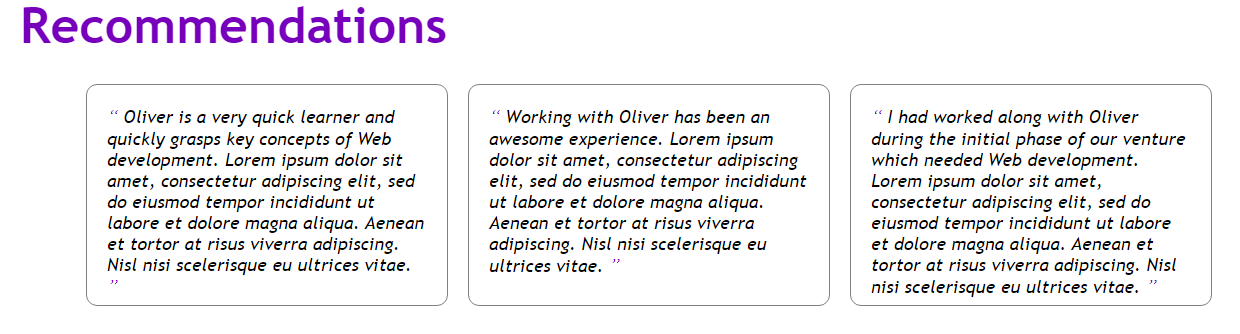 Recommendations
“ Oliver is a very quick learner and
quickly grasps key concepts of Web
development. Lorem ipsum dolor sit
amet, consectetur adipiscing elit, sed
do eiusmod tempor incididunt ut
labore et dolore magna aliqua. Aenean
et tortor at risus viverra adipiscing.
Nisl nisi scelerisque eu ultrices vitae.
”
“ Working with Oliver has been an
awesome experience. Lorem ipsum
dolor sit amet, consectetur adipiscing
elit, sed do eiusmod tempor incididunt
ut labore et dolore magna aliqua.
Aenean et tortor at risus viverra
adipiscing. Nisl nisi scelerisque eu
ultrices vitae. ”
“ I had worked along with Oliver
during the initial phase of our venture
which needed Web development.
Lorem ipsum dolor sit amet,
consectetur adipiscing elit, sed do
eiusmod tempor incididunt ut labore
et dolore magna aliqua. Aenean et
tortor at risus viverra adipiscing. Nisl
nisi scelerisque eu ultrices vitae. ”